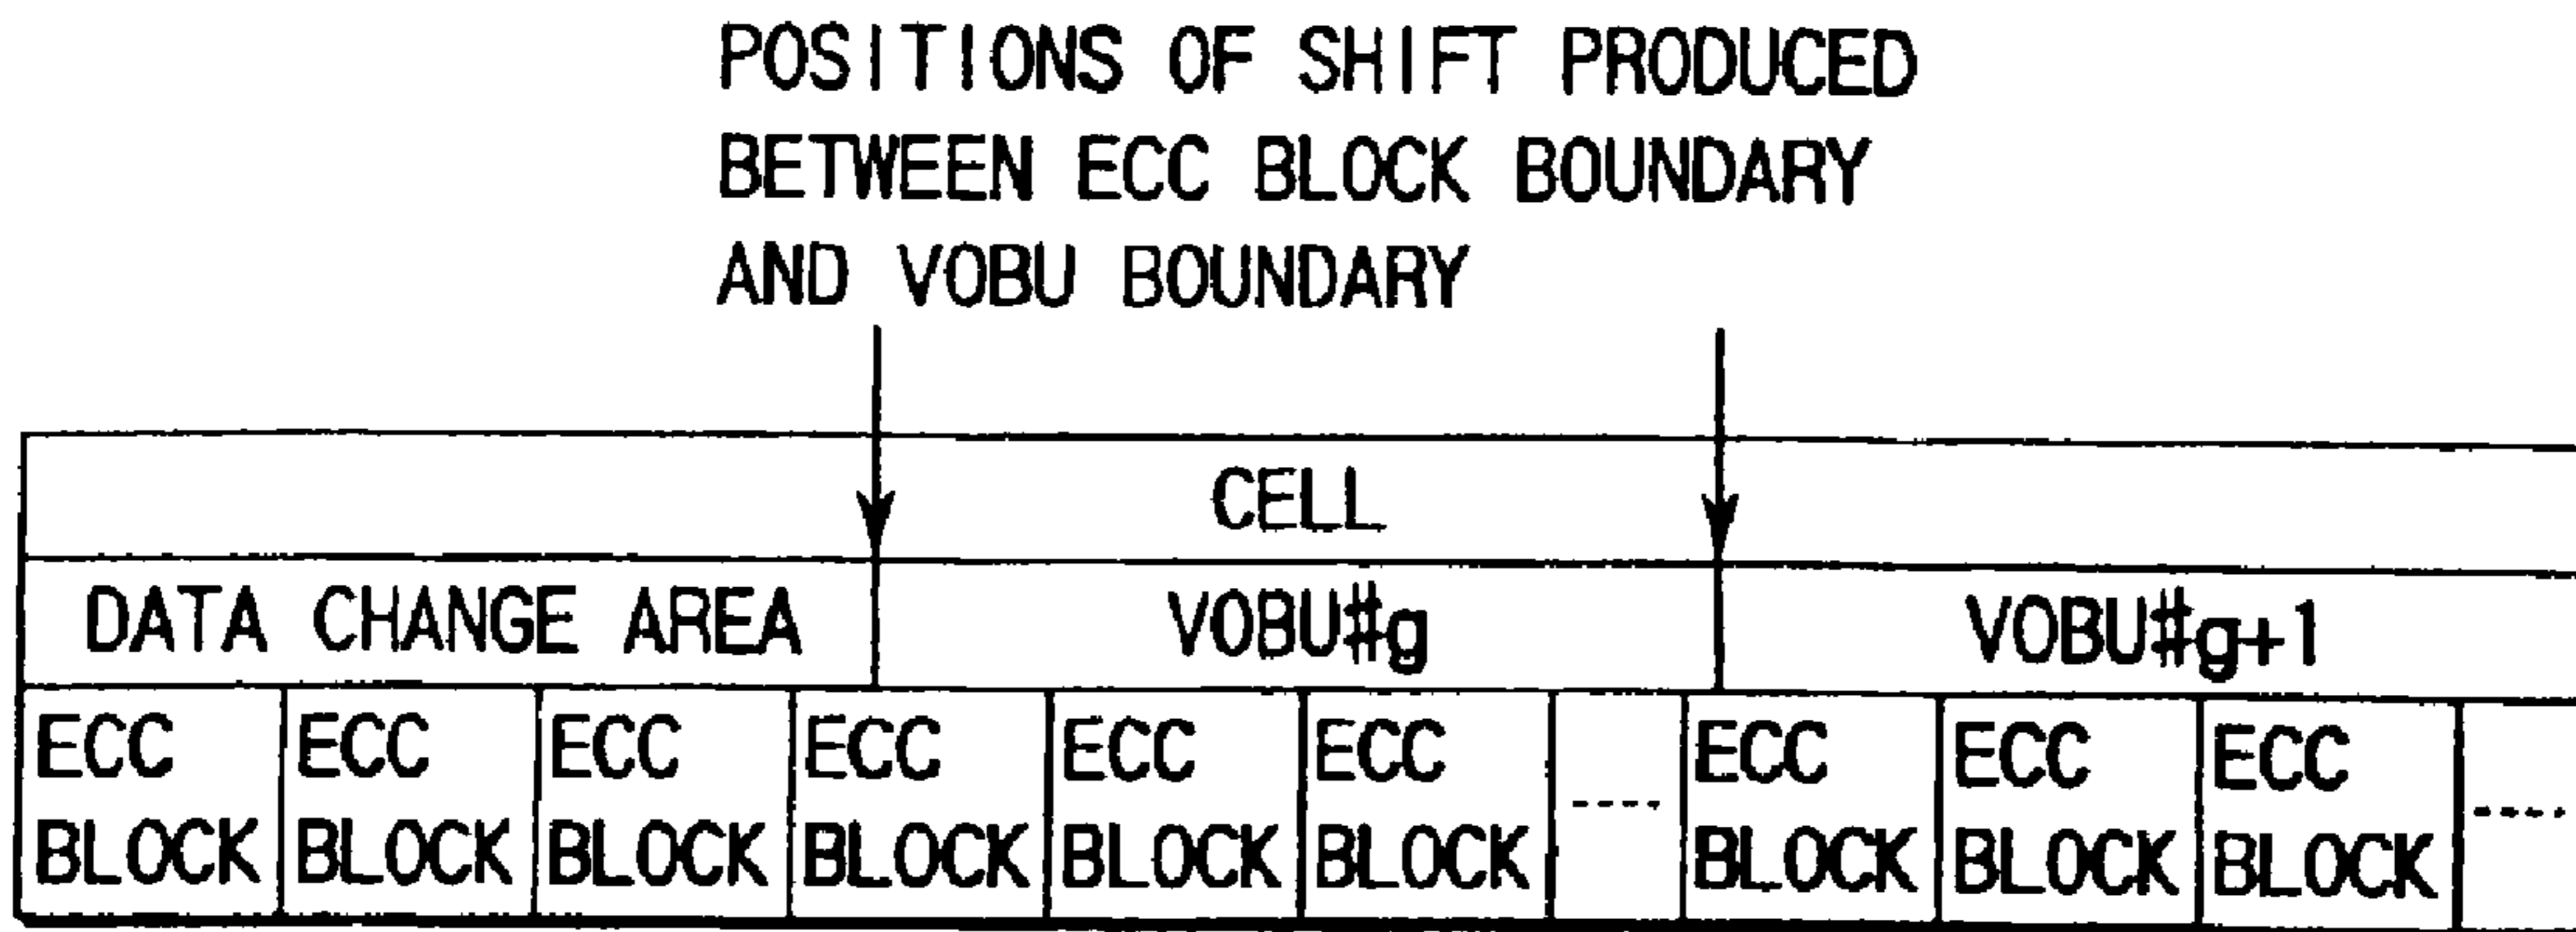 POSITIONS OF SHIFT PRODUCED
BETWEEN ECC BLOCK BOUNDARY
AND VOBU BOUNDARY
CELL
DATA CHANGE AREA VOBU#g VOBU#g+1
ECC ECC ECC ECC ECC ECC ---- ECC ECC ECC ----
BLOCK BLOCK BLOCK BLOCK BLOCK BLOCK BLOCK BLOCK BLOCK